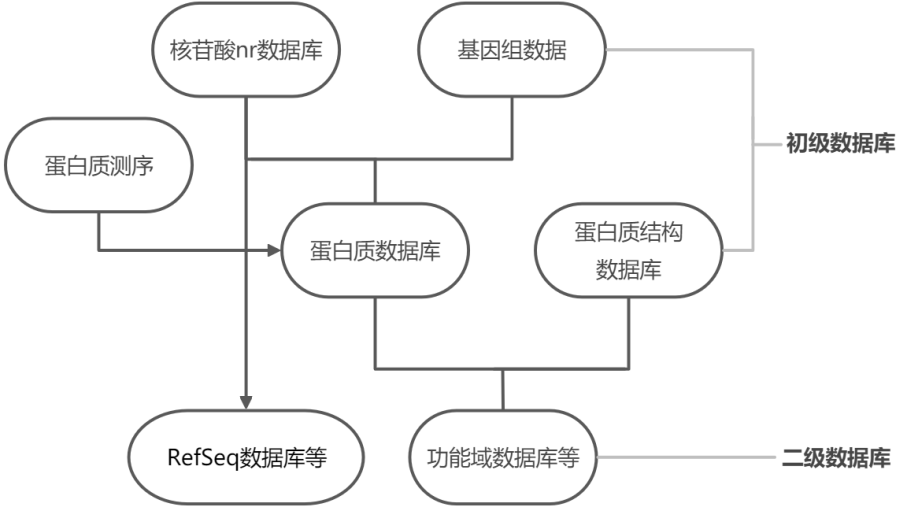 核苷酸nr数据库
基因组数据
初级数据库
蛋白质测序
蛋白质数据库
蛋白质结构
数据库
RefSeq数据库等
功能域数据库等
二级数据库